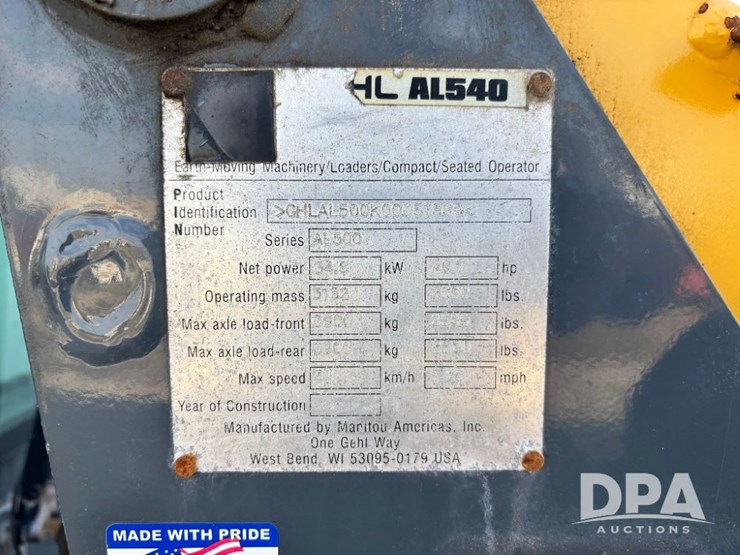 HL AL540
Earth-Moving Machinery/Loaders/Compact/Seated Operator
Product
Identification
Number
Series AL500
Net power kW hp
Operating mass kg lbs.
Max axle load-front kg lbs.
Max axle load-rear kg lbs.
Max speed km/h mph
Year of Construction
Manufactured by Manitou Americas, Inc.
One Gehl Way
West Bend, WI 53095-0179 USA
MADE WITH PRIDE
DPA
AUCTIONS